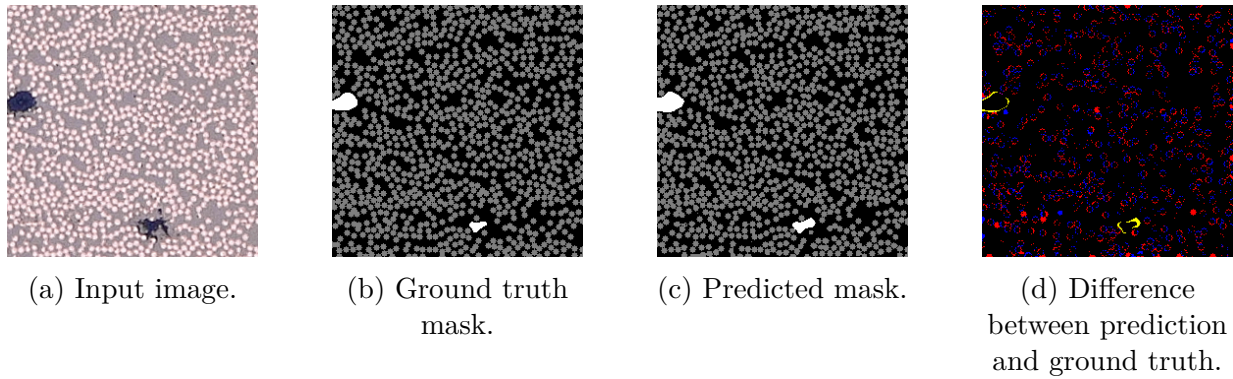 (a) Input image.
(b) Ground truth
mask.
(c) Predicted mask.
(d) Difference
between prediction
and ground truth.